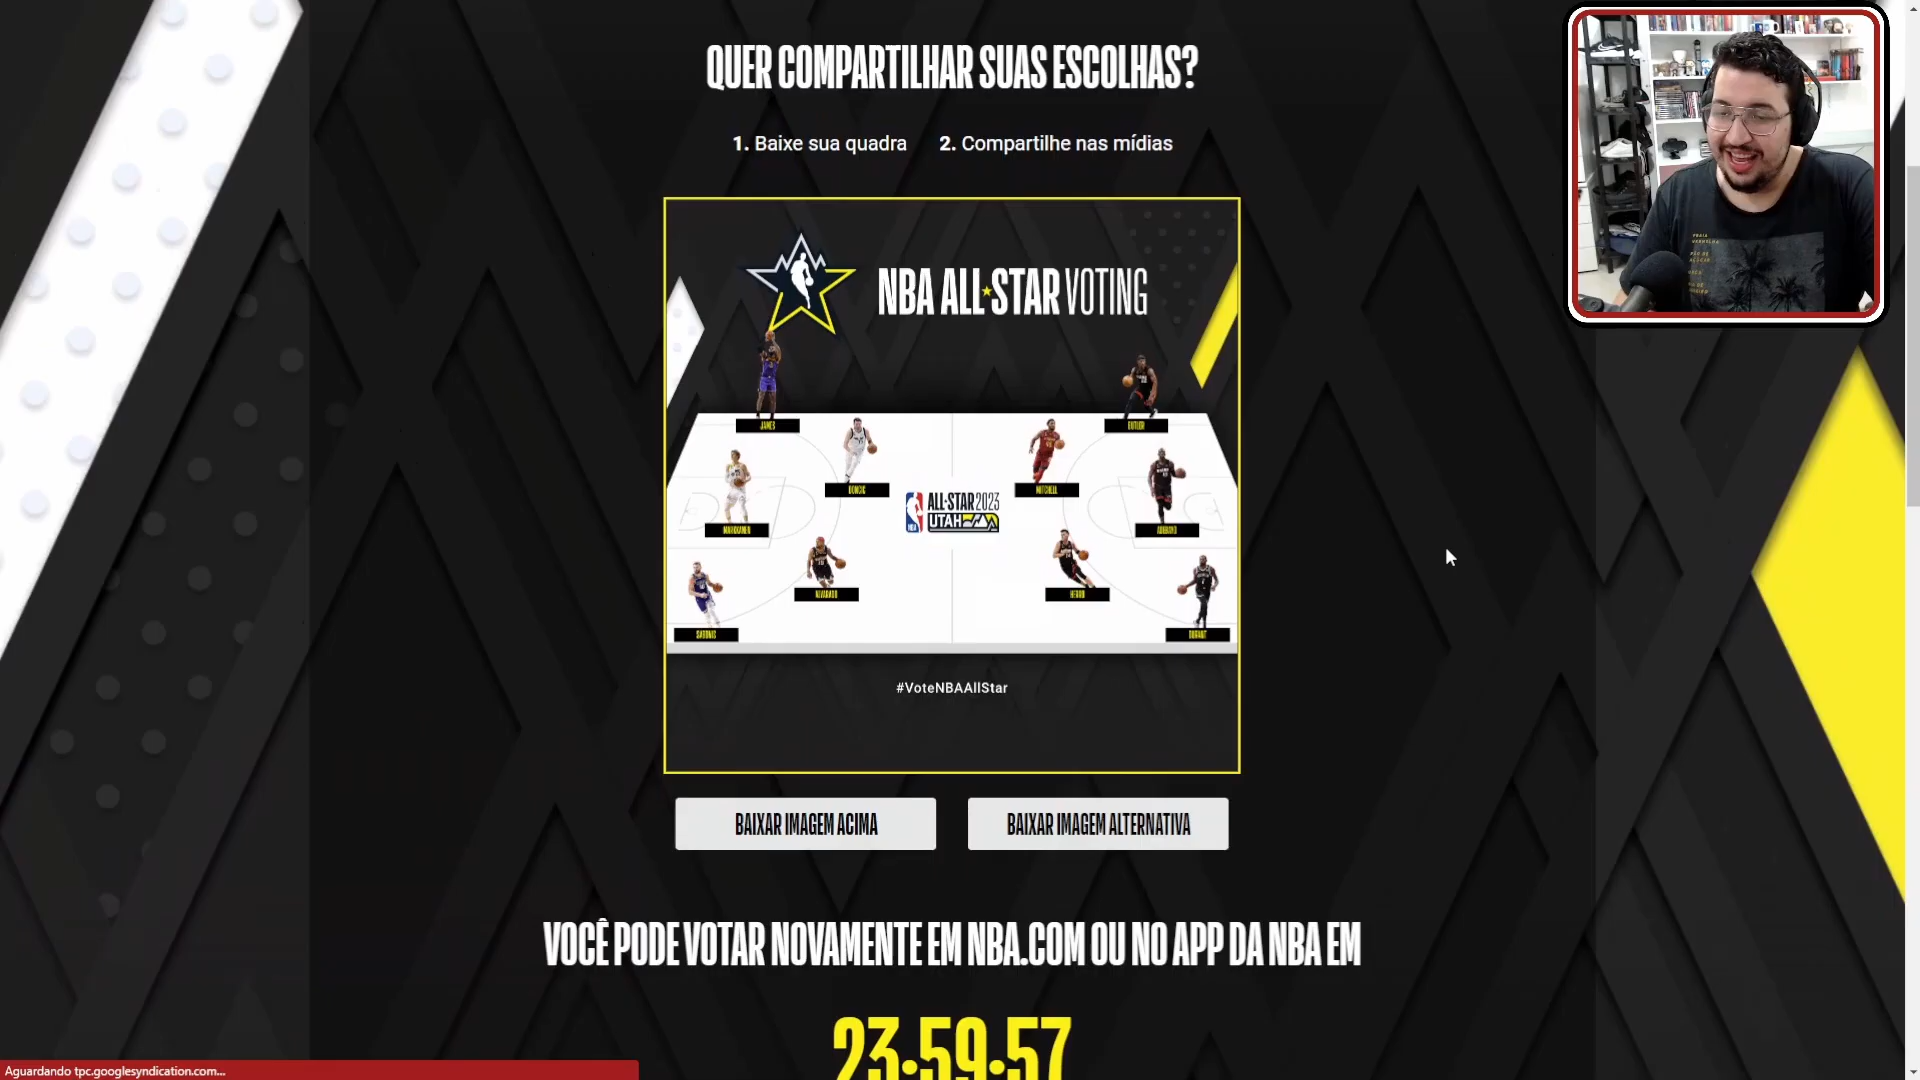 QUER COMPARTILHAR SUAS ESCOLHAS?
1. Baixe sua quadra 2. Compartilhe nas mídias
NBA ALL★STAR VOTING
JAMES
BUTLER
DONCIC
MITCHELL
MARKKANEN
ADEBAYO
ALL★STAR 2023
UTAH
NBA
ALVARADO
HERRO
SABONIS
DURANT
#VoteNBAAllStar
BAIXAR IMAGEM ACIMA
BAIXAR IMAGEM ALTERNATIVA
VOCÊ PODE VOTAR NOVAMENTE EM NBA.COM OU NO APP DA NBA EM
23:59:57
Aguardando tpc.googlesyndication.com...